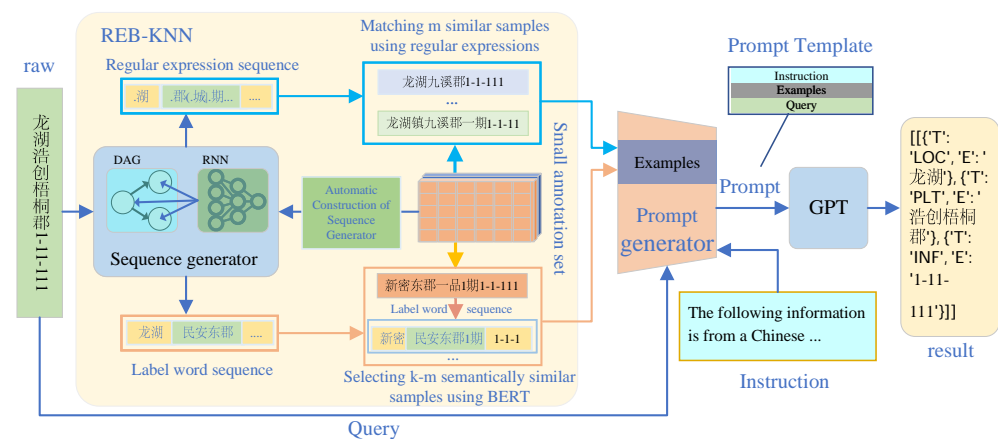 raw
龙湖浩创梧桐郡1-11-111
REB-KNN
Regular expression sequence
.湖
.郡(.城).期...
....
DAG
RNN
Sequence generator
龙湖
民安东郡
....
Label word sequence
Automatic
Construction of
Sequence
Generator
Matching m similar samples
using regular expressions
龙湖九溪郡1-1-111
...
龙湖镇九溪郡一期1-1-11
Small annotation set
新密东郡一品1期1-1-111
Label word sequence
新密
民安东郡1期
1-1-1
...
Selecting k-m semantically similar
samples using BERT
Query
Examples
Prompt
generator
Prompt Template
Instruction
Examples
Query
Prompt
GPT
The following information
is from a Chinese ...
Instruction
[[{'T':
'LOC', 'E': '
龙湖'}, {'T':
'PLT', 'E': '
浩创梧桐
郡'}, {'T':
'INF', 'E':
'1-11-
111'}]]
result